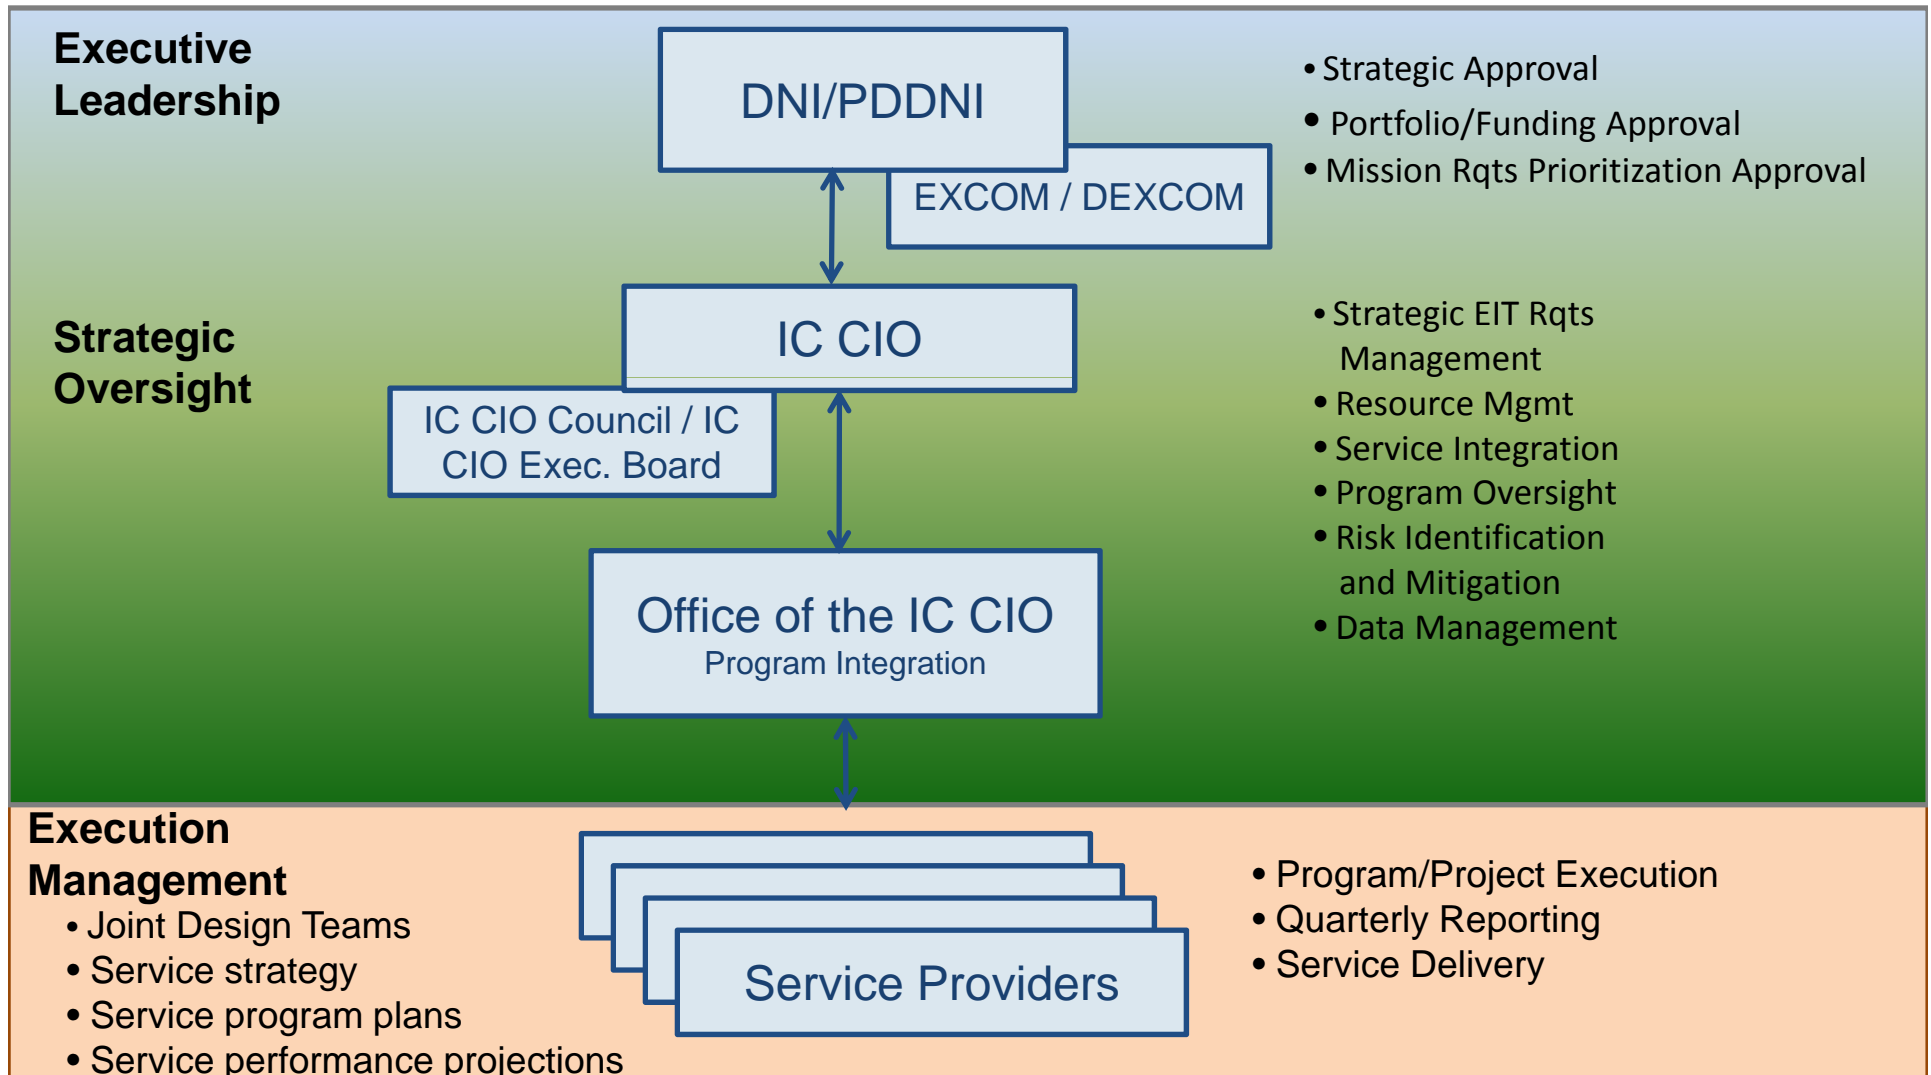 Executive
Leadership
DNI/PDDNI
EXCOM / DEXCOM
• Strategic Approval
• Portfolio/Funding Approval
• Mission Rqts Prioritization Approval
Strategic
Oversight
IC CIO
IC CIO Council / IC
CIO Exec. Board
Office of the IC CIO
Program Integration
• Strategic EIT Rqts
Management
• Resource Mgmt
• Service Integration
• Program Oversight
• Risk Identification
and Mitigation
• Data Management
Execution
Management
• Joint Design Teams
• Service strategy
• Service program plans
• Service performance projections
Service Providers
• Program/Project Execution
• Quarterly Reporting
• Service Delivery